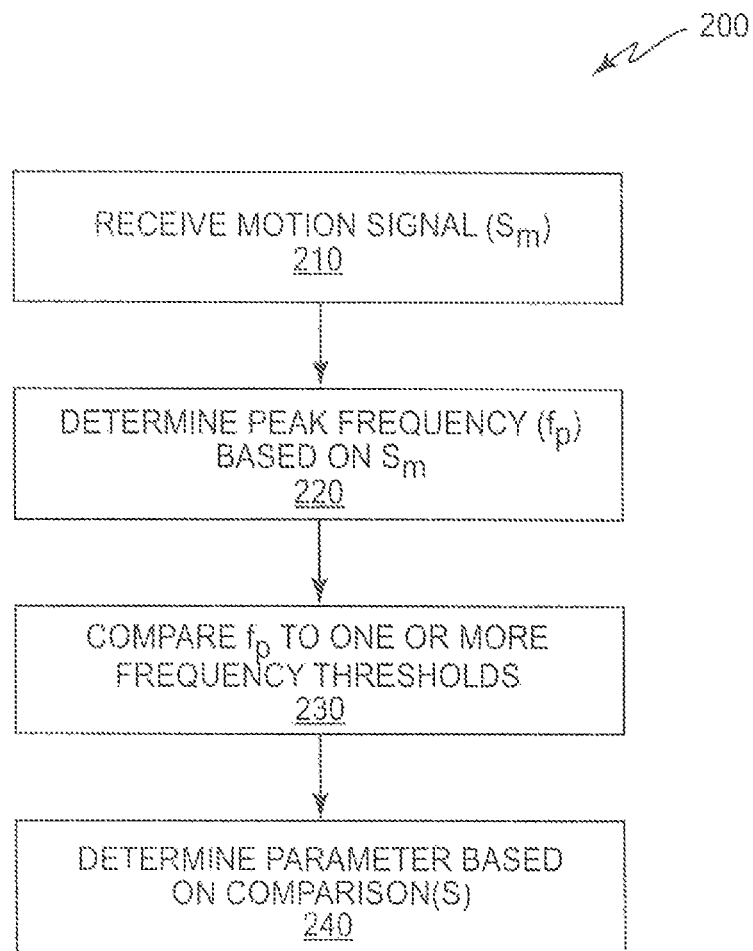 200
RECEIVE MOTION SIGNAL (Sm)
210
DETERMINE PEAK FREQUENCY (fp)
BASED ON Sm
220
COMPARE fp TO ONE OR MORE
FREQUENCY THRESHOLDS
230
DETERMINE PARAMETER BASED
ON COMPARISON(S)
240